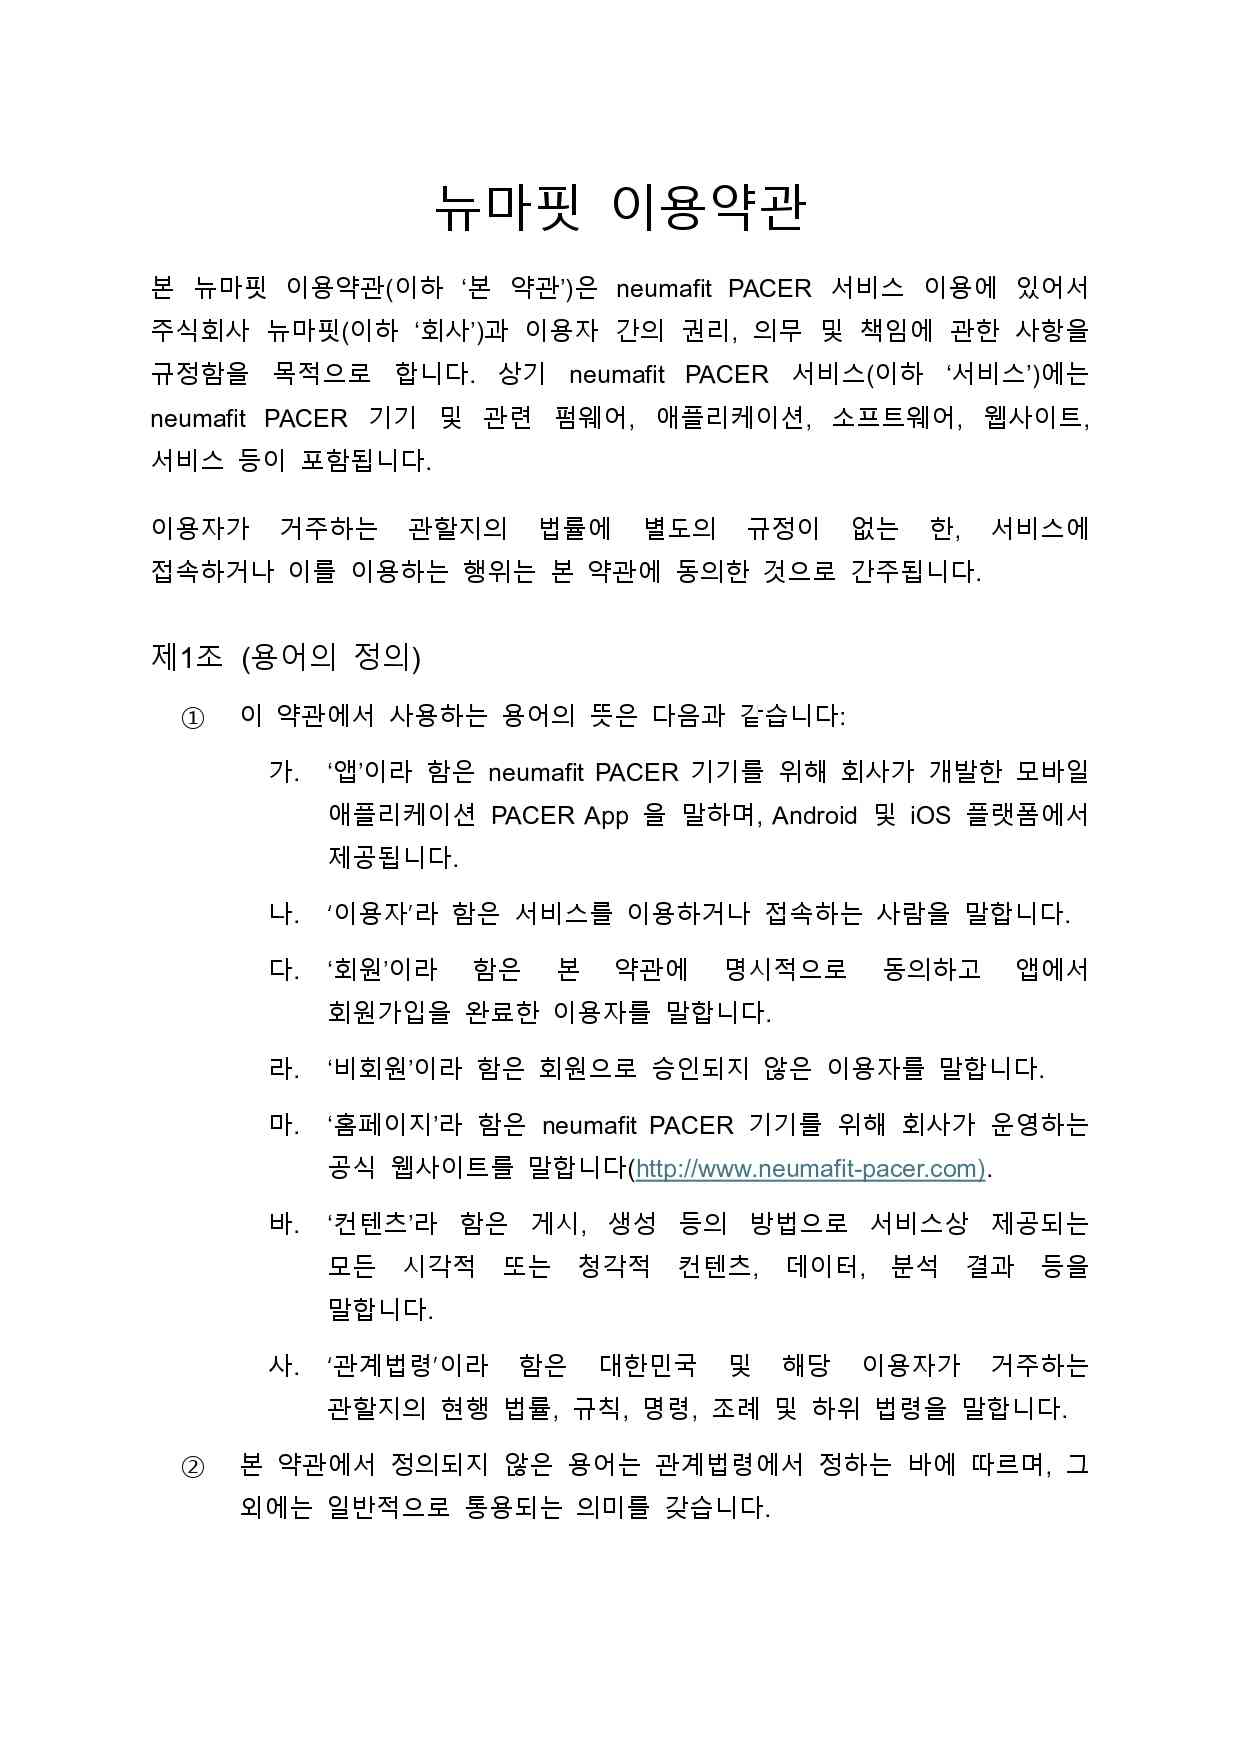 뉴마핏 이용약관
본 뉴마핏 이용약관(이하 ‘본 약관’)은 neumafit PACER 서비스 이용에 있어서
주식회사 뉴마핏(이하 ‘회사’)과 이용자 간의 권리, 의무 및 책임에 관한 사항을
규정함을 목적으로 합니다. 상기 neumafit PACER 서비스(이하 ‘서비스’)에는
neumafit PACER 기기 및 관련 펌웨어, 애플리케이션, 소프트웨어, 웹사이트,
서비스 등이 포함됩니다.
이용자가 거주하는 관할지의 법률에 별도의 규정이 없는 한, 서비스에
접속하거나 이를 이용하는 행위는 본 약관에 동의한 것으로 간주됩니다.
제1조 (용어의 정의)
① 이 약관에서 사용하는 용어의 뜻은 다음과 같습니다:
가. ‘앱’이라 함은 neumafit PACER 기기를 위해 회사가 개발한 모바일
애플리케이션 PACER App 을 말하며, Android 및 iOS 플랫폼에서
제공됩니다.
나. ‘이용자’라 함은 서비스를 이용하거나 접속하는 사람을 말합니다.
다. ‘회원’이라 함은 본 약관에 명시적으로 동의하고 앱에서
회원가입을 완료한 이용자를 말합니다.
라. ‘비회원’이라 함은 회원으로 승인되지 않은 이용자를 말합니다.
마. ‘홈페이지’라 함은 neumafit PACER 기기를 위해 회사가 운영하는
공식 웹사이트를 말합니다(http://www.neumafit-pacer.com).
바. ‘컨텐츠’라 함은 게시, 생성 등의 방법으로 서비스상 제공되는
모든 시각적 또는 청각적 컨텐츠, 데이터, 분석 결과 등을
말합니다.
사. ‘관계법령’이라 함은 대한민국 및 해당 이용자가 거주하는
관할지의 현행 법률, 규칙, 명령, 조례 및 하위 법령을 말합니다.
② 본 약관에서 정의되지 않은 용어는 관계법령에서 정하는 바에 따르며, 그
외에는 일반적으로 통용되는 의미를 갖습니다.